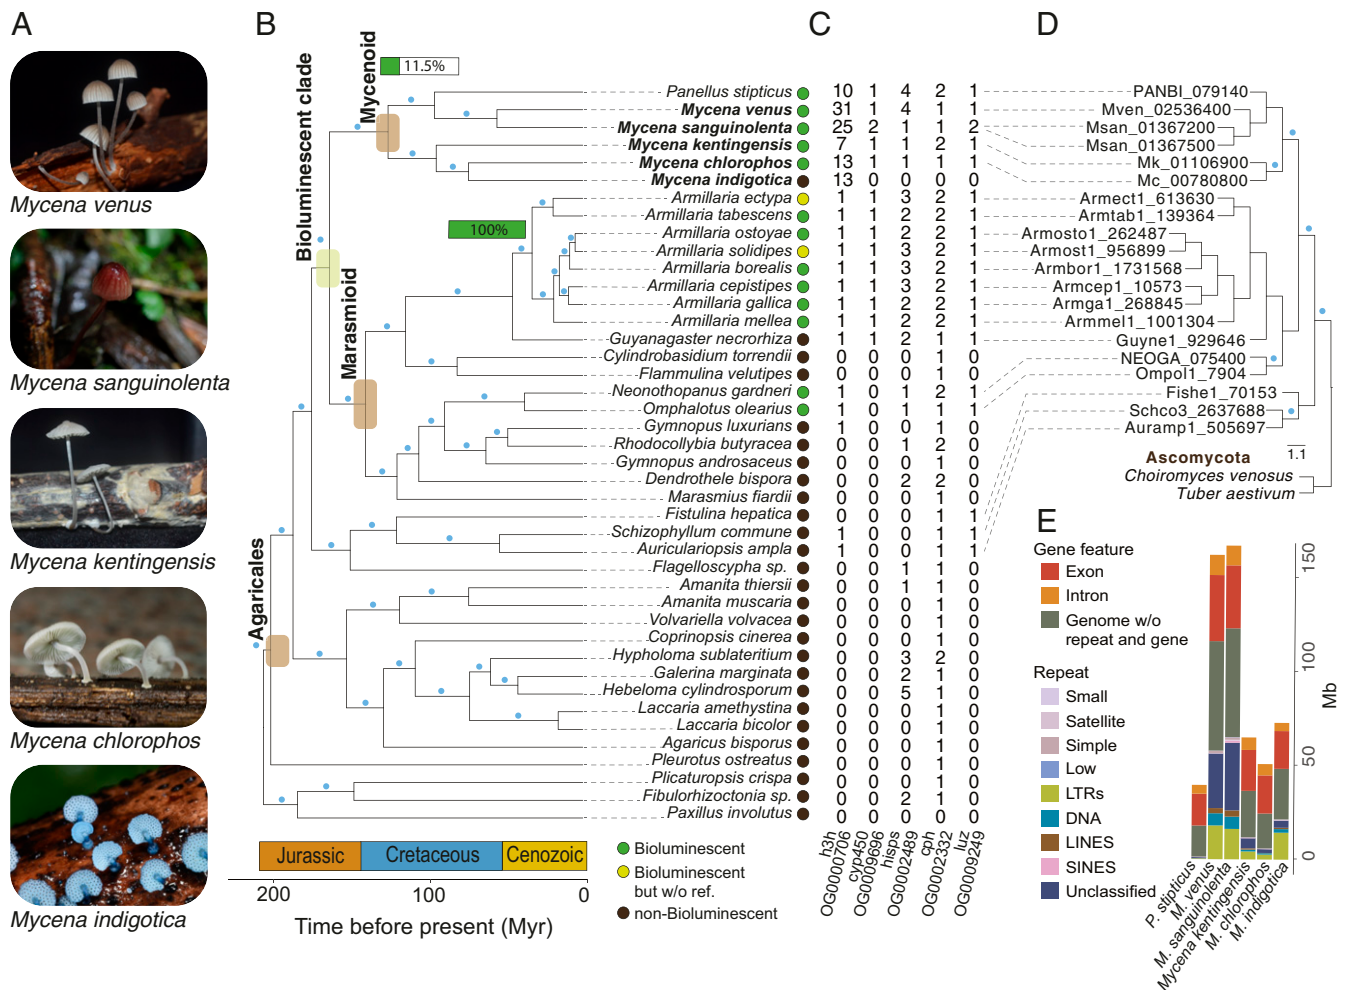 A
B
C
D
Mycena venus
Mycena sanguinolenta
Mycena kentingensis
Mycena chlorophos
Mycena indigotica
11.5%
Mycenoid
Bioluminescent clade
100%
Marasmioid
Agaricales
Panellus stipticus 10 1 4 2 1
Mycena venus 31 1 4 1 1
Mycena sanguinolenta 25 2 1 1 2
Mycena kentingensis 7 1 1 2 1
Mycena chlorophos 13 1 1 1 1
Mycena indigotica 13 0 0 0 0
Armillaria ectypa 1 1 3 2 1
Armillaria tabescens 1 1 2 2 1
Armillaria ostoyae 1 1 2 2 1
Armillaria solidipes 1 1 3 2 1
Armillaria borealis 1 1 3 2 1
Armillaria cepistipes 1 1 3 2 1
Armillaria gallica 1 1 2 2 1
Armillaria mellea 1 1 2 2 1
Guyanagaster necrorhiza 1 1 2 1 1
Cylindrobasidium torrendii 0 0 0 1 0
Flammulina velutipes 0 0 0 1 0
Neonothopanus gardneri 1 0 1 2 1
Omphalotus olearius 1 0 1 1 1
Gymnopus luxurians 1 0 0 1 0
Rhodocollybia butyracea 0 0 1 2 0
Gymnopus androsaceus 0 0 0 1 0
Dendrothele bispora 0 0 2 2 0
Marasmius fiardii 0 0 0 1 0
Fistulina hepatica 1 0 0 1 1
Schizophyllum commune 1 0 0 1 1
Auriculariopsis ampla 1 0 0 1 1
Flagelloscypha sp. 0 0 1 1 0
Amanita thiersii 0 0 1 1 0
Amanita muscaria 0 0 0 1 0
Volvariella volvacea 0 0 0 1 0
Coprinopsis cinerea 0 0 0 1 0
Hypholoma sublateritium 0 0 3 2 0
Galerina marginata 0 0 2 1 0
Hebeloma cylindrosporum 0 0 5 1 0
Laccaria amethystina 0 0 0 1 0
Laccaria bicolor 0 0 0 1 0
Agaricus bisporus 0 0 0 1 0
Pleurotus ostreatus 0 0 0 1 0
Plicaturopsis crispa 0 0 0 1 0
Fibulorhizoctonia sp. 0 0 2 1 0
Paxillus involutus 0 0 0 1 0
h3h
OG0000706
cyp450
OG0009696
hisps
OG0002489
cph
OG0002332
luz
OG0009249
Jurassic Cretaceous Cenozoic
200 100 0
Time before present (Myr)
Bioluminescent
Bioluminescent
but w/o ref.
non-Bioluminescent
PANBI_079140
Mven_02536400
Msan_01367200
Msan_01367500
Mk_01106900
Mc_00780800
Armect1_613630
Armtab1_139364
Armosto1_262487
Armost1_956899
Armbor1_1731568
Armcep1_10573
Armga1_268845
Armmel1_1001304
Guyne1_929646
NEOGA_075400
Ompol1_7904
Fishe1_70153
Schco3_2637688
Auramp1_505697
Ascomycota
1.1
Choiromyces venosus
Tuber aestivum
E
Gene feature
Exon
Intron
Genome w/o
repeat and gene
Repeat
Small
Satellite
Simple
Low
LTRs
DNA
LINES
SINES
Unclassified
150
100
50
0
Mb
P. stipticus
M. venus
M. sanguinolenta
Mycena kentingensis
M. chlorophos
M. indigotica